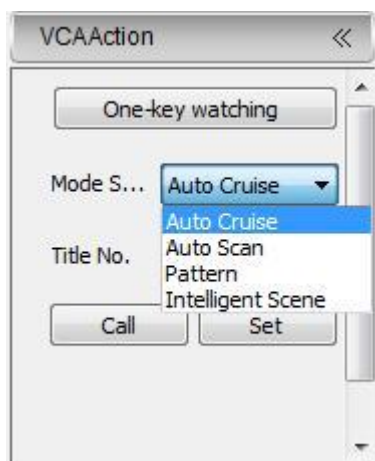 VCAAction
One-key watching
Mode S... Auto Cruise
Auto Cruise
Auto Scan
Title No.
Pattern
Intelligent Scene
Call Set